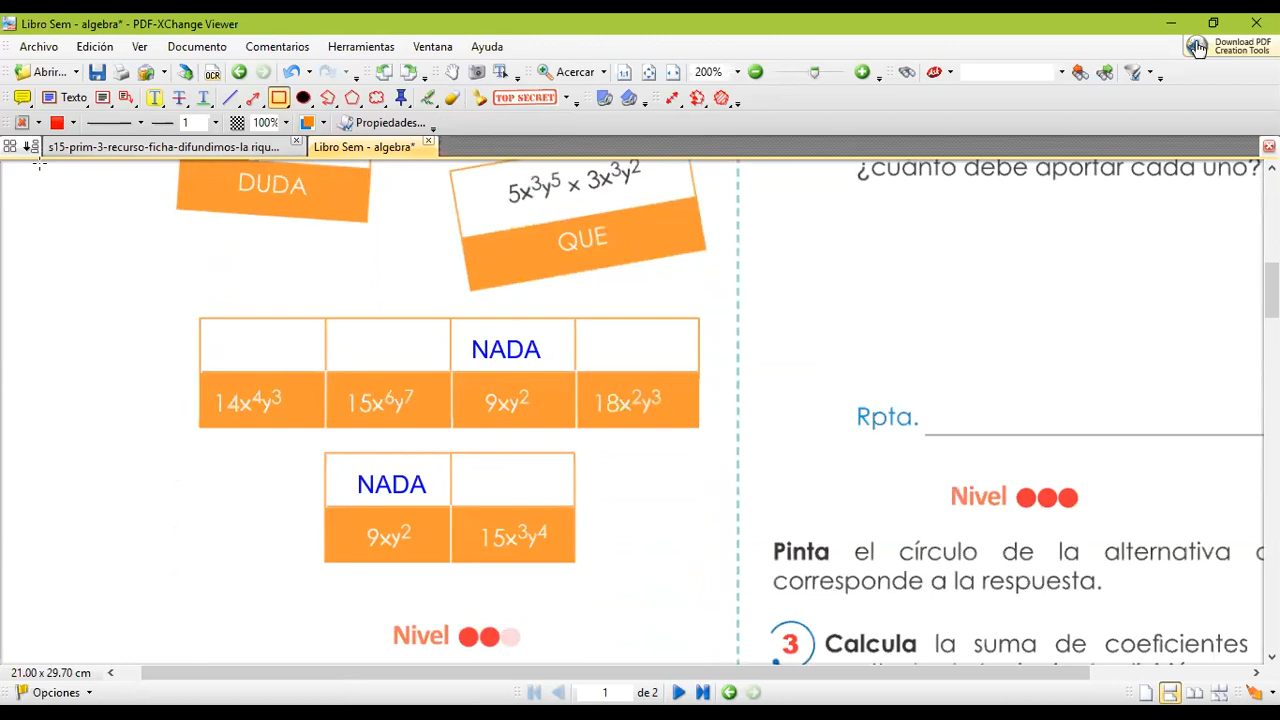 Libro Sem - algebra* - PDF-XChange Viewer
Archivo Edición Ver Documento Comentarios Herramientas Ventana Ayuda
Download PDF
Creation Tools
Abrir... OCR Acercar 200%
Texto TOP SECRET
1 100% Propiedades...
s15-prim-3-recurso-ficha-difundimos-la riqu... Libro Sem - algebra*
DUDA
5x³y⁵ × 3x³y²
QUE
¿cuánto debe aportar cada uno?
NADA
14x⁴y³ 15x⁶y⁷ 9xy² 18x²y³
Rpta.
NADA
9xy² 15x³y⁴
Nivel
Pinta el círculo de la alternativa
corresponde a la respuesta.
Nivel
3 Calcula la suma de coeficientes
21.00 x 29.70 cm
Opciones 1 de 2